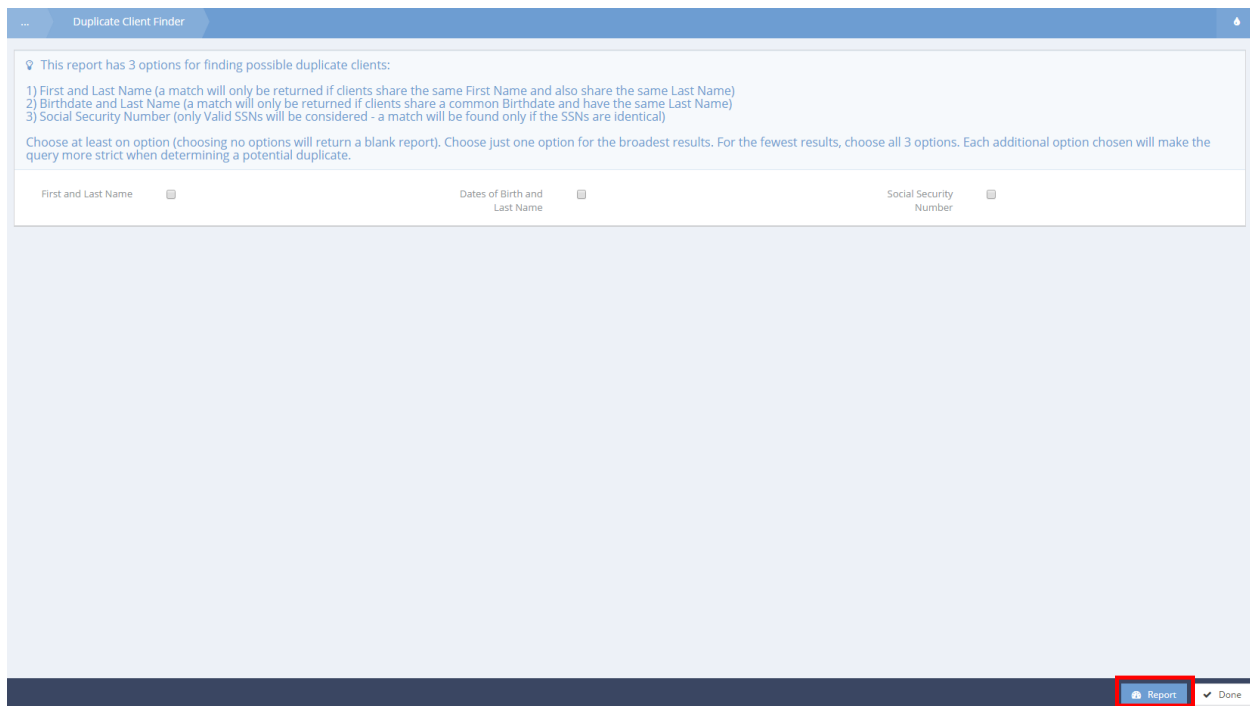 ... Duplicate Client Finder
This report has 3 options for finding possible duplicate clients:
1) First and Last Name (a match will only be returned if clients share the same First Name and also share the same Last Name)
2) Birthdate and Last Name (a match will only be returned if clients share a common Birthdate and have the same Last Name)
3) Social Security Number (only Valid SSNs will be considered - a match will be found only if the SSNs are identical)
Choose at least on option (choosing no options will return a blank report). Choose just one option for the broadest results. For the fewest results, choose all 3 options. Each additional option chosen will make the
query more strict when determining a potential duplicate.
First and Last Name
Dates of Birth and
Last Name
Social Security
Number
Report
Done